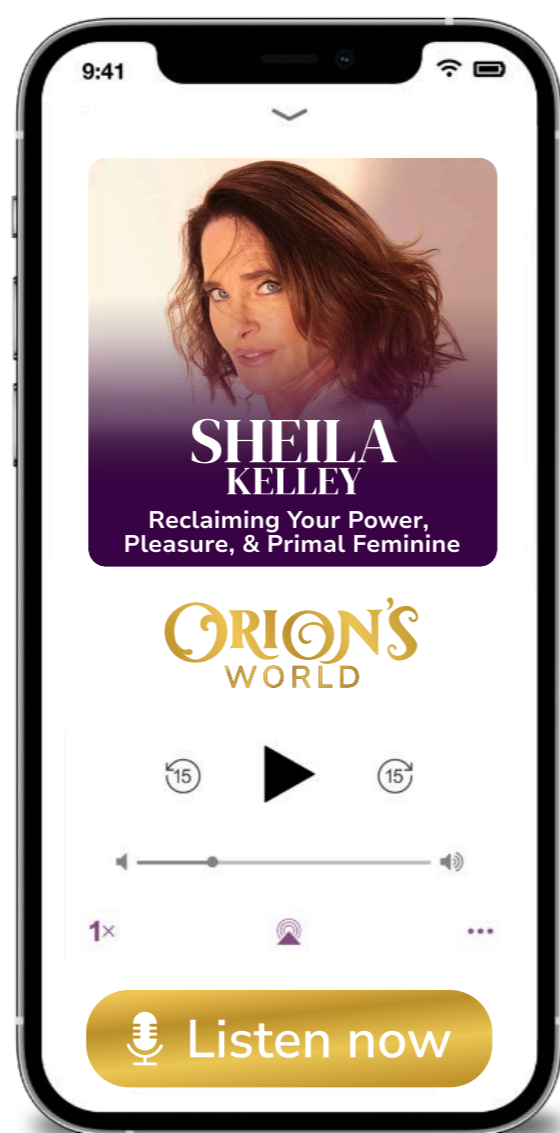 9:41
SHEILA
KELLEY
Reclaiming Your Power,
Pleasure, & Primal Feminine
ORION'S
WORLD
15
15
1×
Listen now